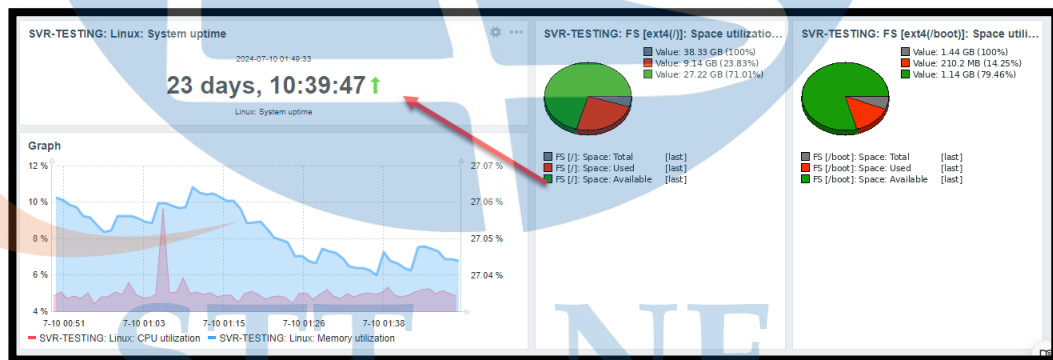 SVR-TESTING: Linux: System uptime
2024-07-10 01:49:33
23 days, 10:39:47
Linux: System uptime
SVR-TESTING: FS [ext4(/)]: Space utilizatio...
Value: 38.33 GB (100%)
Value: 9.14 GB (23.83%)
Value: 27.22 GB (71.01%)
FS [/]: Space: Total [last]
FS [/]: Space: Used [last]
FS [/]: Space: Available [last]
SVR-TESTING: FS [ext4(/boot)]: Space utili...
Value: 1.44 GB (100%)
Value: 210.2 MB (14.25%)
Value: 1.14 GB (79.46%)
FS [/boot]: Space: Total [last]
FS [/boot]: Space: Used [last]
FS [/boot]: Space: Available [last]
Graph
12 % 27.07 %
10 % 27.06 %
8 % 27.05 %
6 % 27.04 %
4 %
7-10 00:51 7-10 01:03 7-10 01:15 7-10 01:26 7-10 01:38
SVR-TESTING: Linux: CPU utilization SVR-TESTING: Linux: Memory utilization